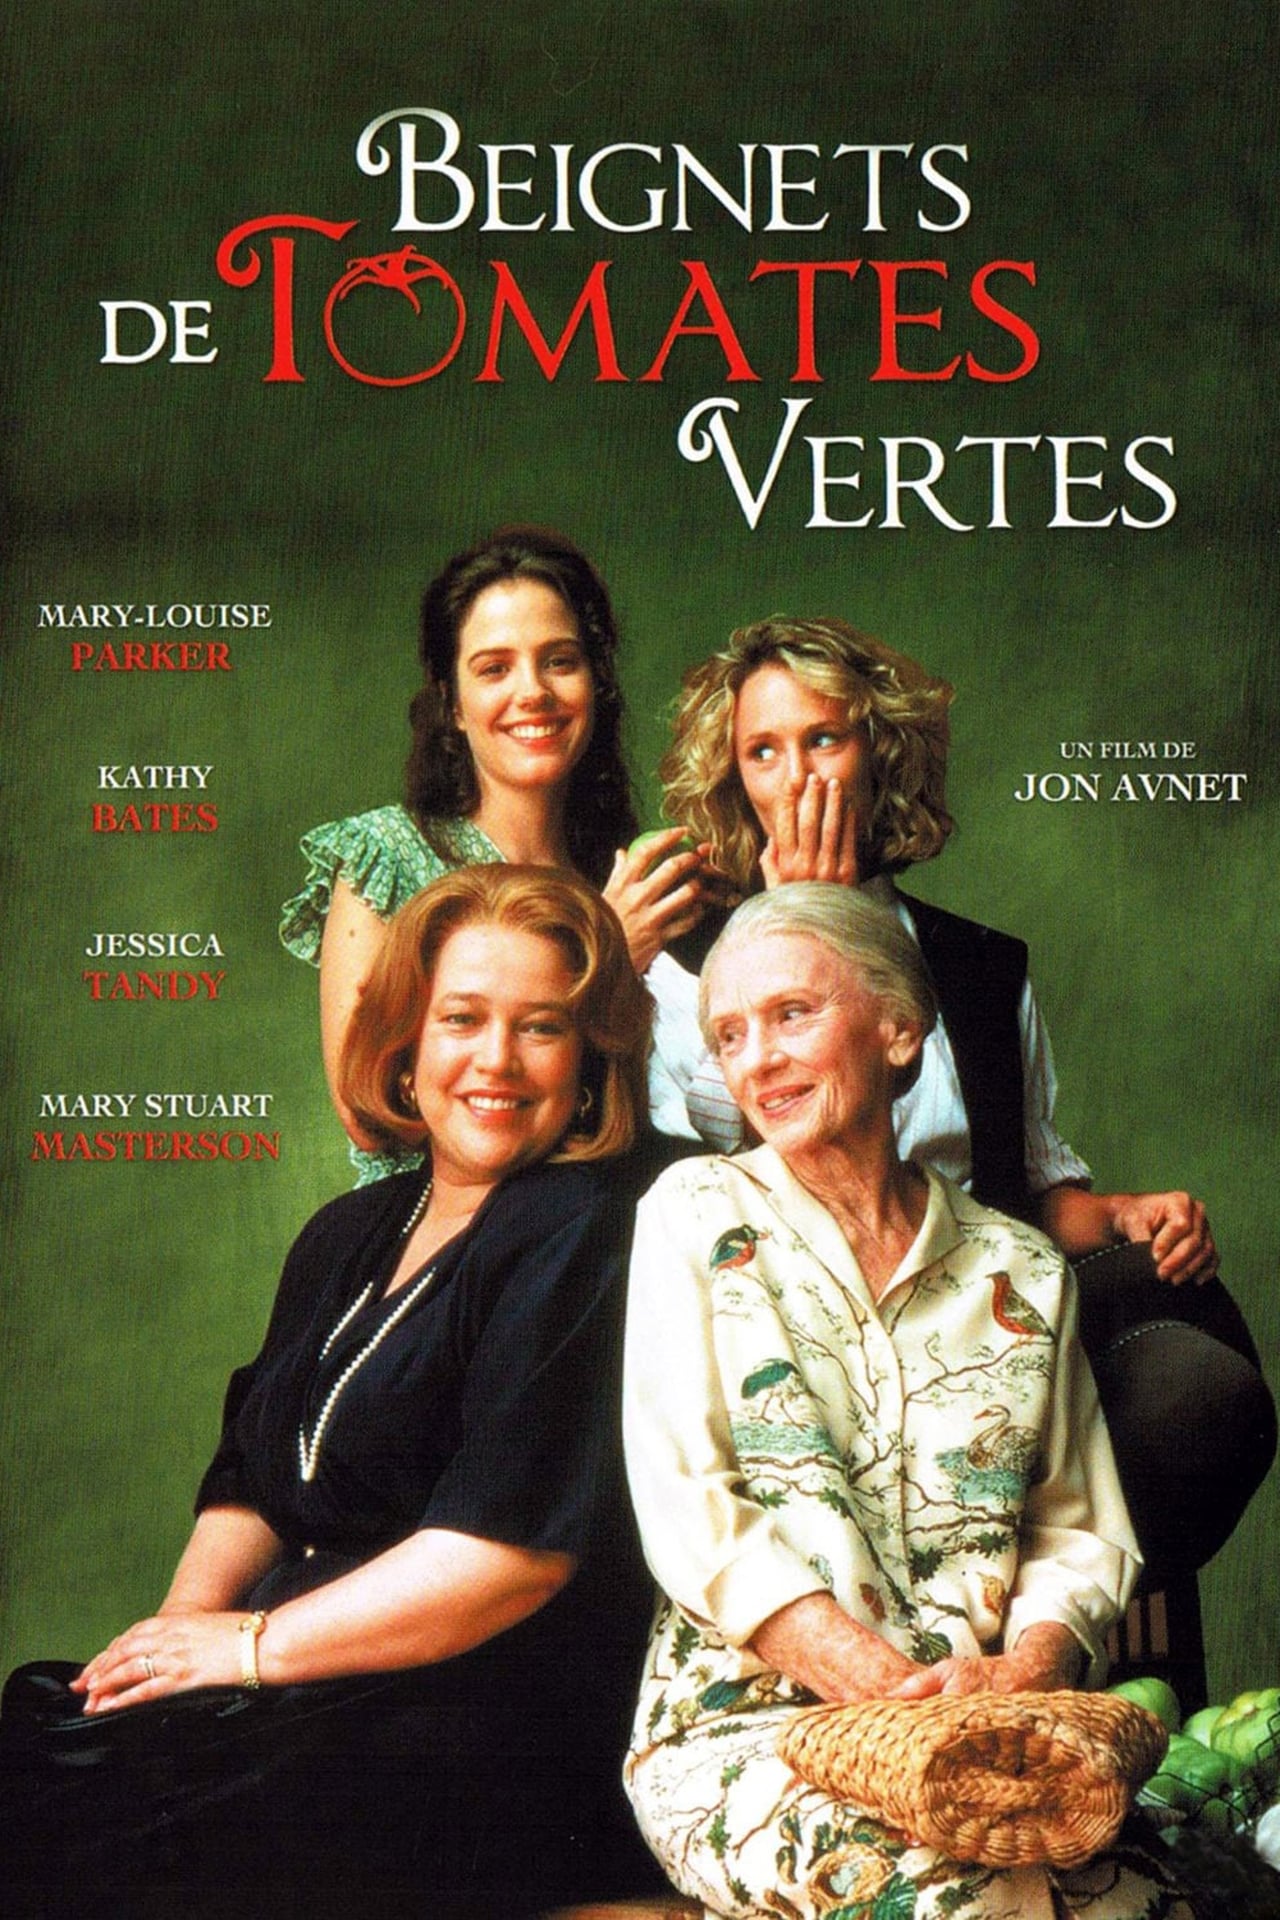 BEIGNETS
DE TOMATES
VERTES
MARY-LOUISE
PARKER
KATHY
BATES
JESSICA
TANDY
MARY STUART
MASTERSON
UN FILM DE
JON AVNET